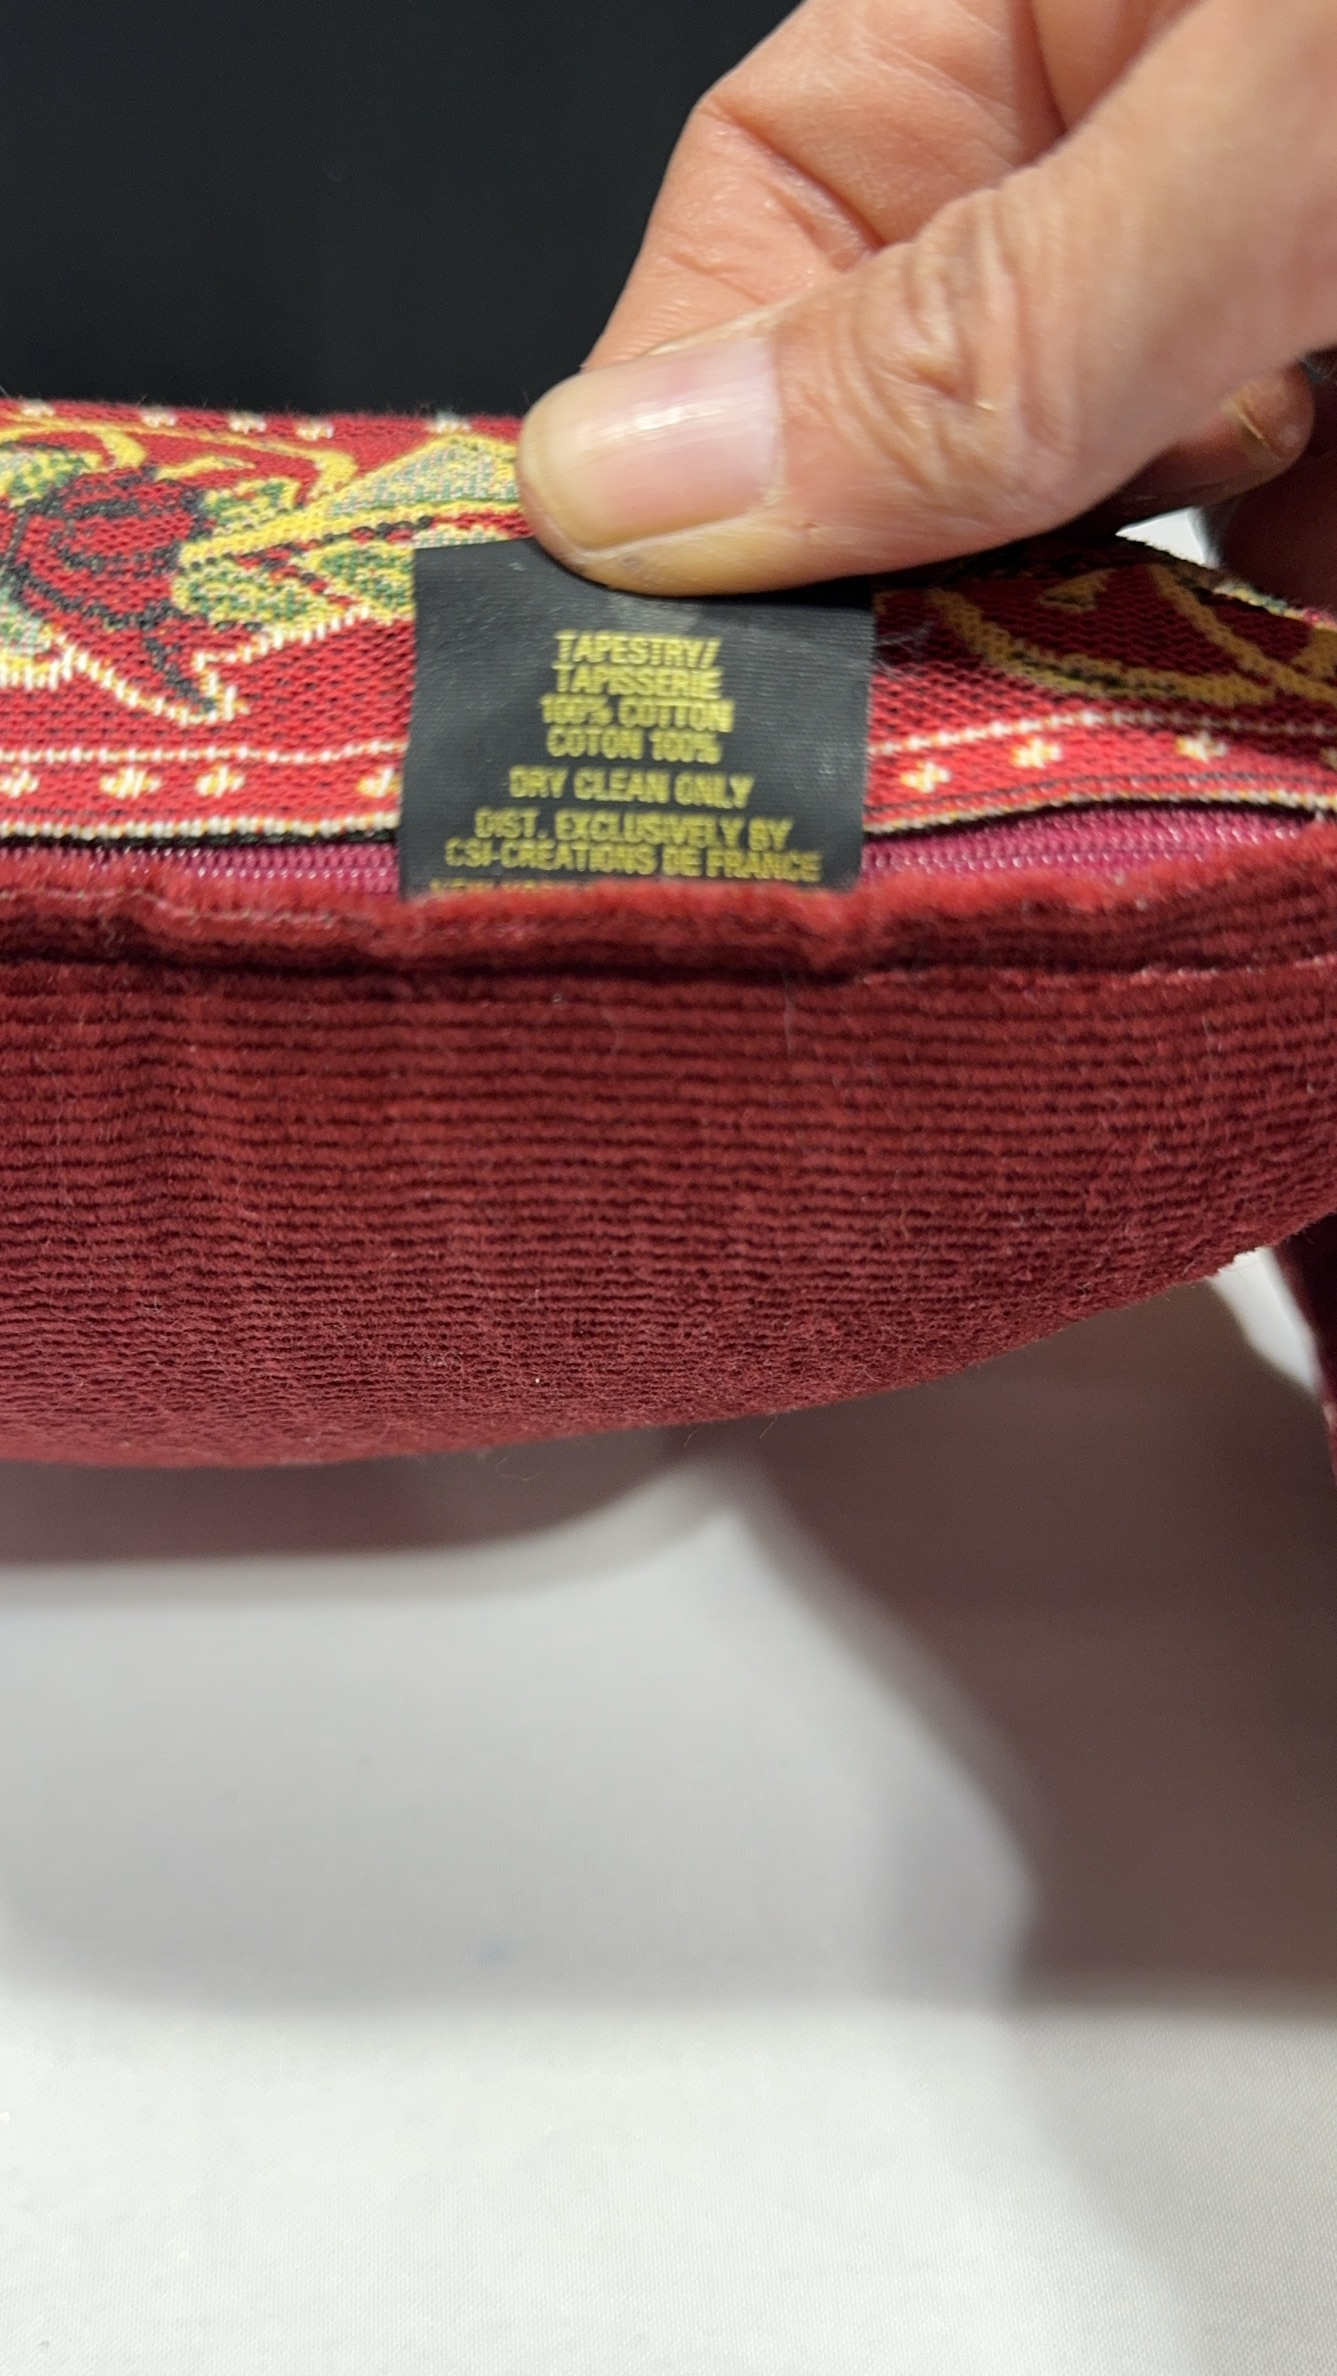 TAPESTRY/
TAPISSERIE
100% COTTON
COTON 100%
DRY CLEAN ONLY
DIST. EXCLUSIVELY BY
CSI-CREATIONS DE FRANCE